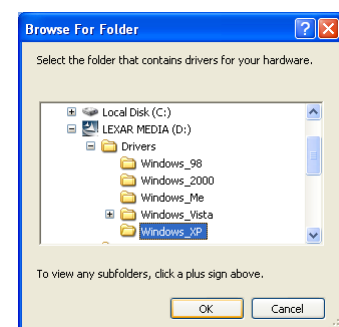 Browse For Folder
Select the folder that contains drivers for your hardware.
Local Disk (C:)
LEXAR MEDIA (D:)
Drivers
Windows_98
Windows_2000
Windows_Me
Windows_Vista
Windows_XP
To view any subfolders, click a plus sign above.
OK Cancel